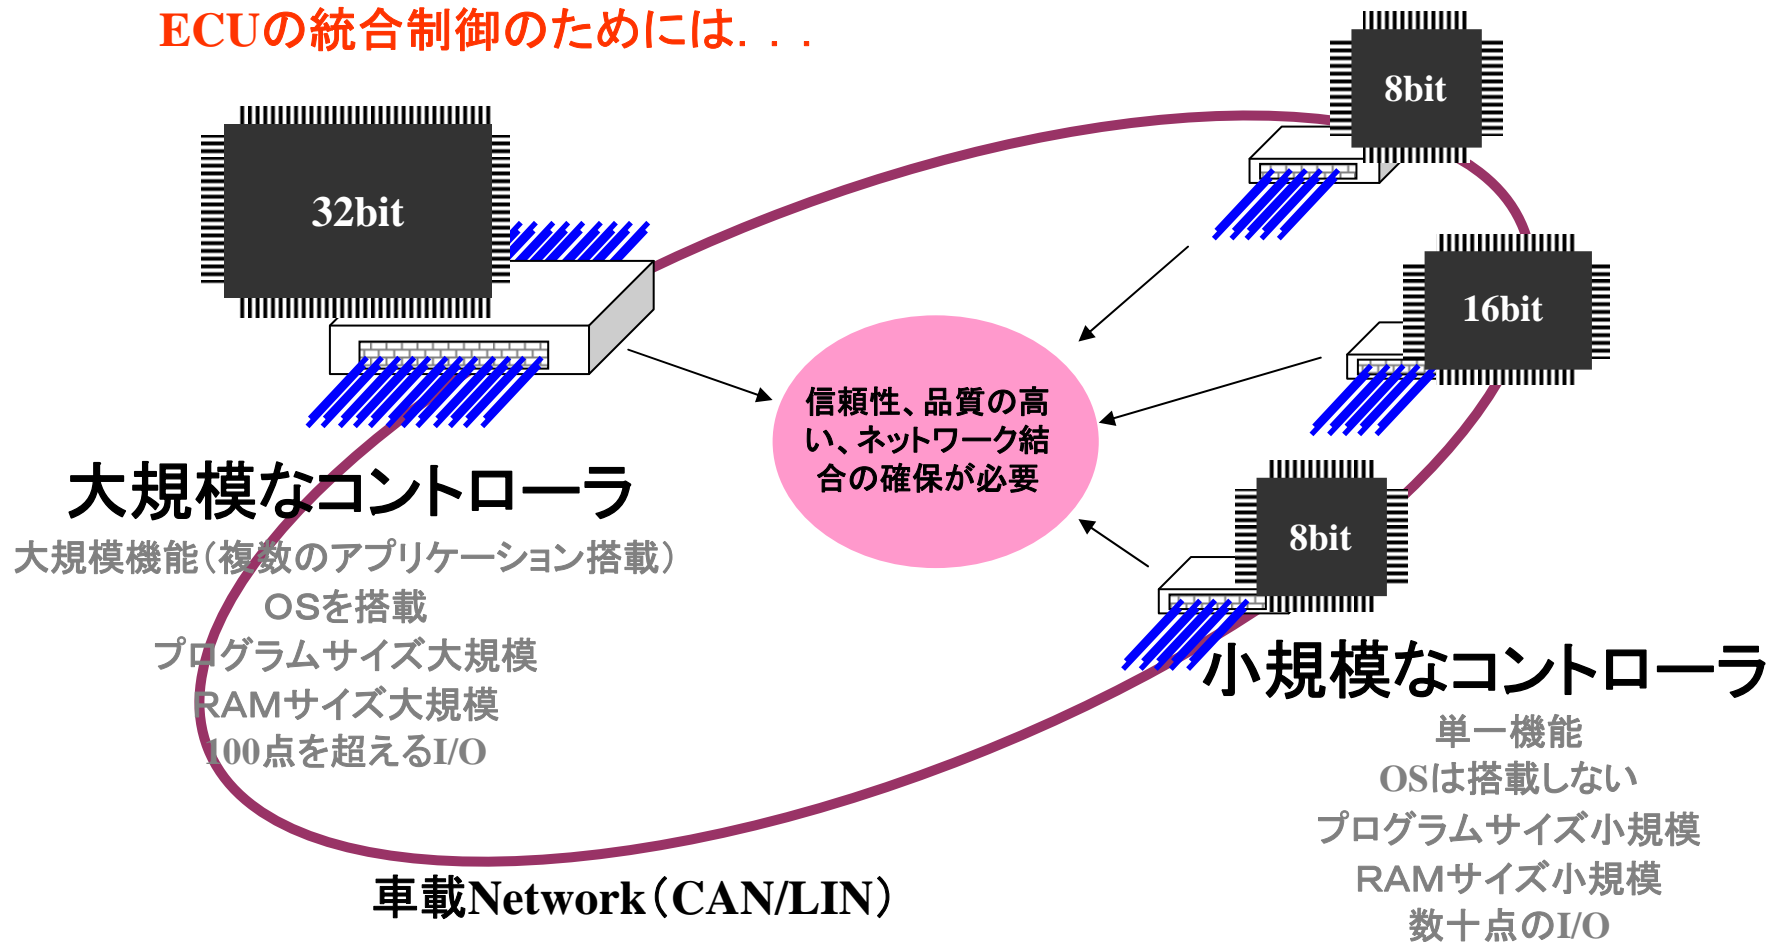 ECUの統合制御のためには．．．
8bit
32bit
16bit
信頼性、品質の高
い、ネットワーク結
合の確保が必要
8bit
大規模なコントローラ
大規模機能（複数のアプリケーション搭載）
ＯＳを搭載
プログラムサイズ大規模
ＲＡＭサイズ大規模
100点を超えるI/O
小規模なコントローラ
単一機能
OSは搭載しない
プログラムサイズ小規模
ＲＡＭサイズ小規模
数十点のI/O
車載Network（CAN/LIN）